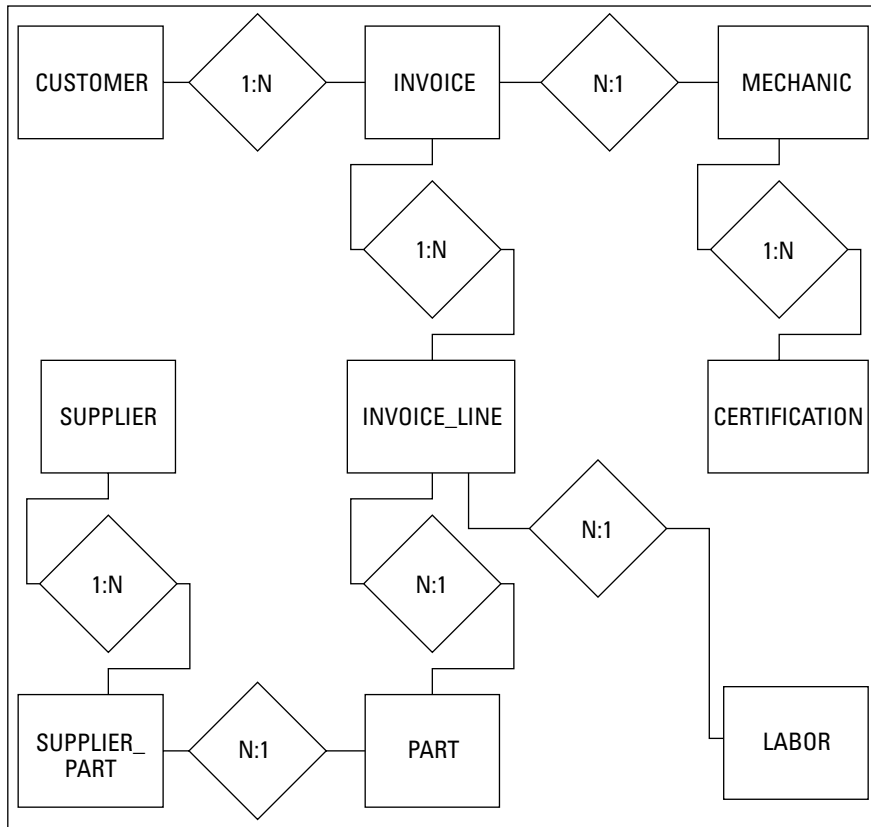 CUSTOMER
1:N
INVOICE
N:1
MECHANIC
1:N
1:N
SUPPLIER
INVOICE_LINE
CERTIFICATION
N:1
1:N
N:1
SUPPLIER_
PART
N:1
PART
LABOR